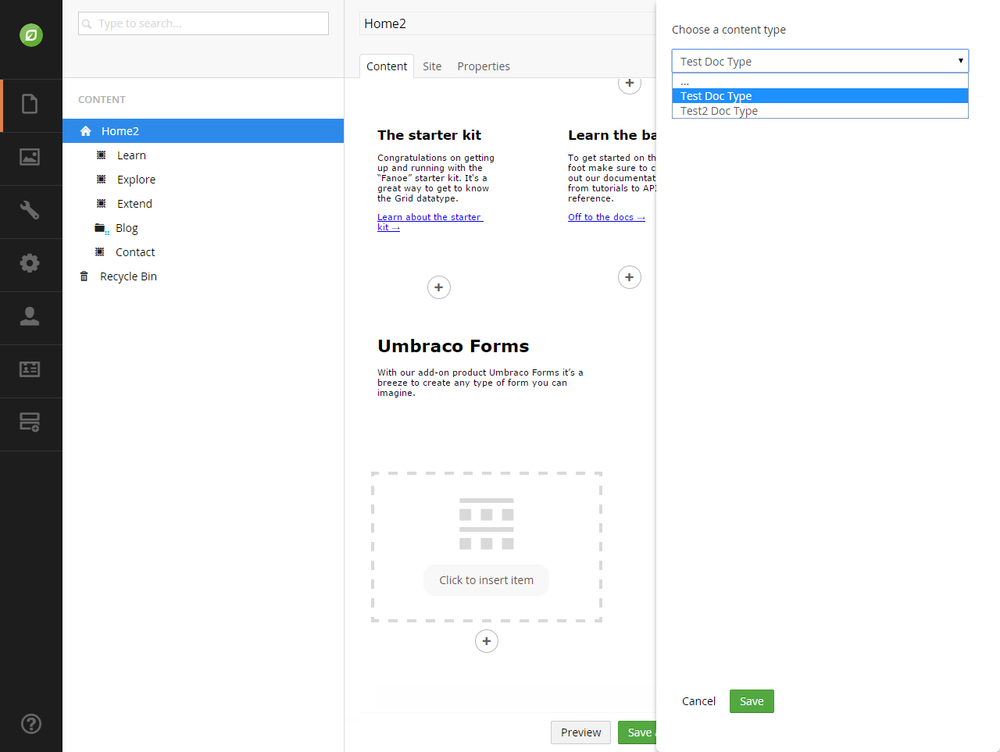 Type to search...
CONTENT
Home2
Learn
Explore
Extend
Blog
Contact
Recycle Bin
Home2
Content Site Properties
The starter kit
Congratulations on getting
up and running with the
“Fanoe” starter kit. It's a
great way to get to know
the Grid datatype.
Learn about the starter
kit →
Learn the ba
To get started on th
foot make sure to c
out our documentat
from tutorials to API
reference.
Off to the docs →
Umbraco Forms
With our add-on product Umbraco Forms it’s a
breeze to create any type of form you can
imagine.
Click to insert item
Preview Save
Choose a content type
Test Doc Type
...
Test Doc Type
Test2 Doc Type
Cancel Save